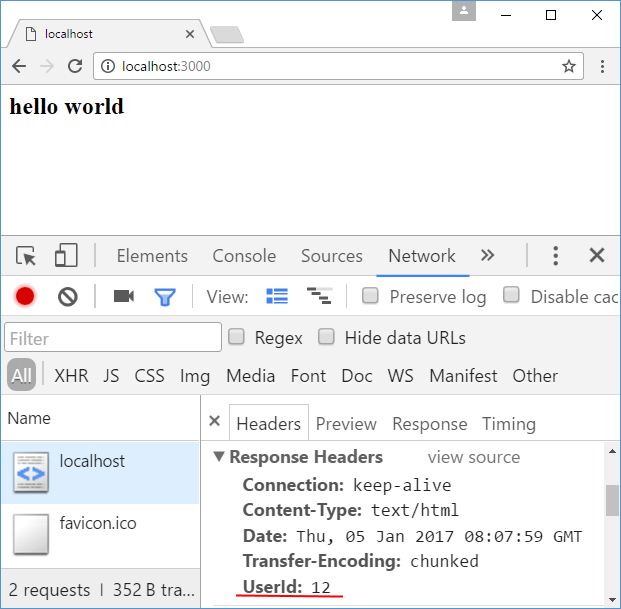 localhost
localhost:3000
hello world
Elements Console Sources Network
View: Preserve log Disable cac
Filter Regex Hide data URLs
All XHR JS CSS Img Media Font Doc WS Manifest Other
Name
Headers Preview Response Timing
localhost
favicon.ico
Response Headers view source
Connection: keep-alive
Content-Type: text/html
Date: Thu, 05 Jan 2017 08:07:59 GMT
Transfer-Encoding: chunked
UserId: 12
2 requests | 352 B tra...